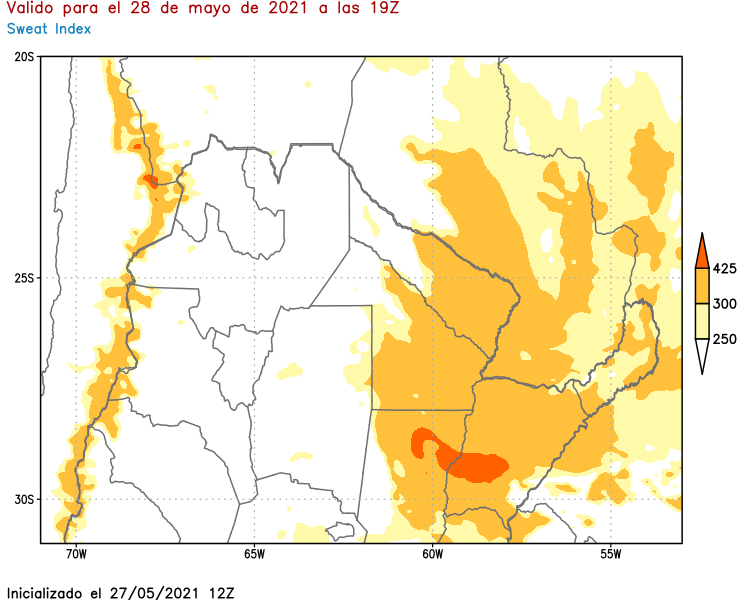 Valido para el 28 de mayo de 2021 a las 19Z
Sweat Index
20S
25S
30S
70W
65W
60W
55W
425
300
250
Inicializado el 27/05/2021 12Z